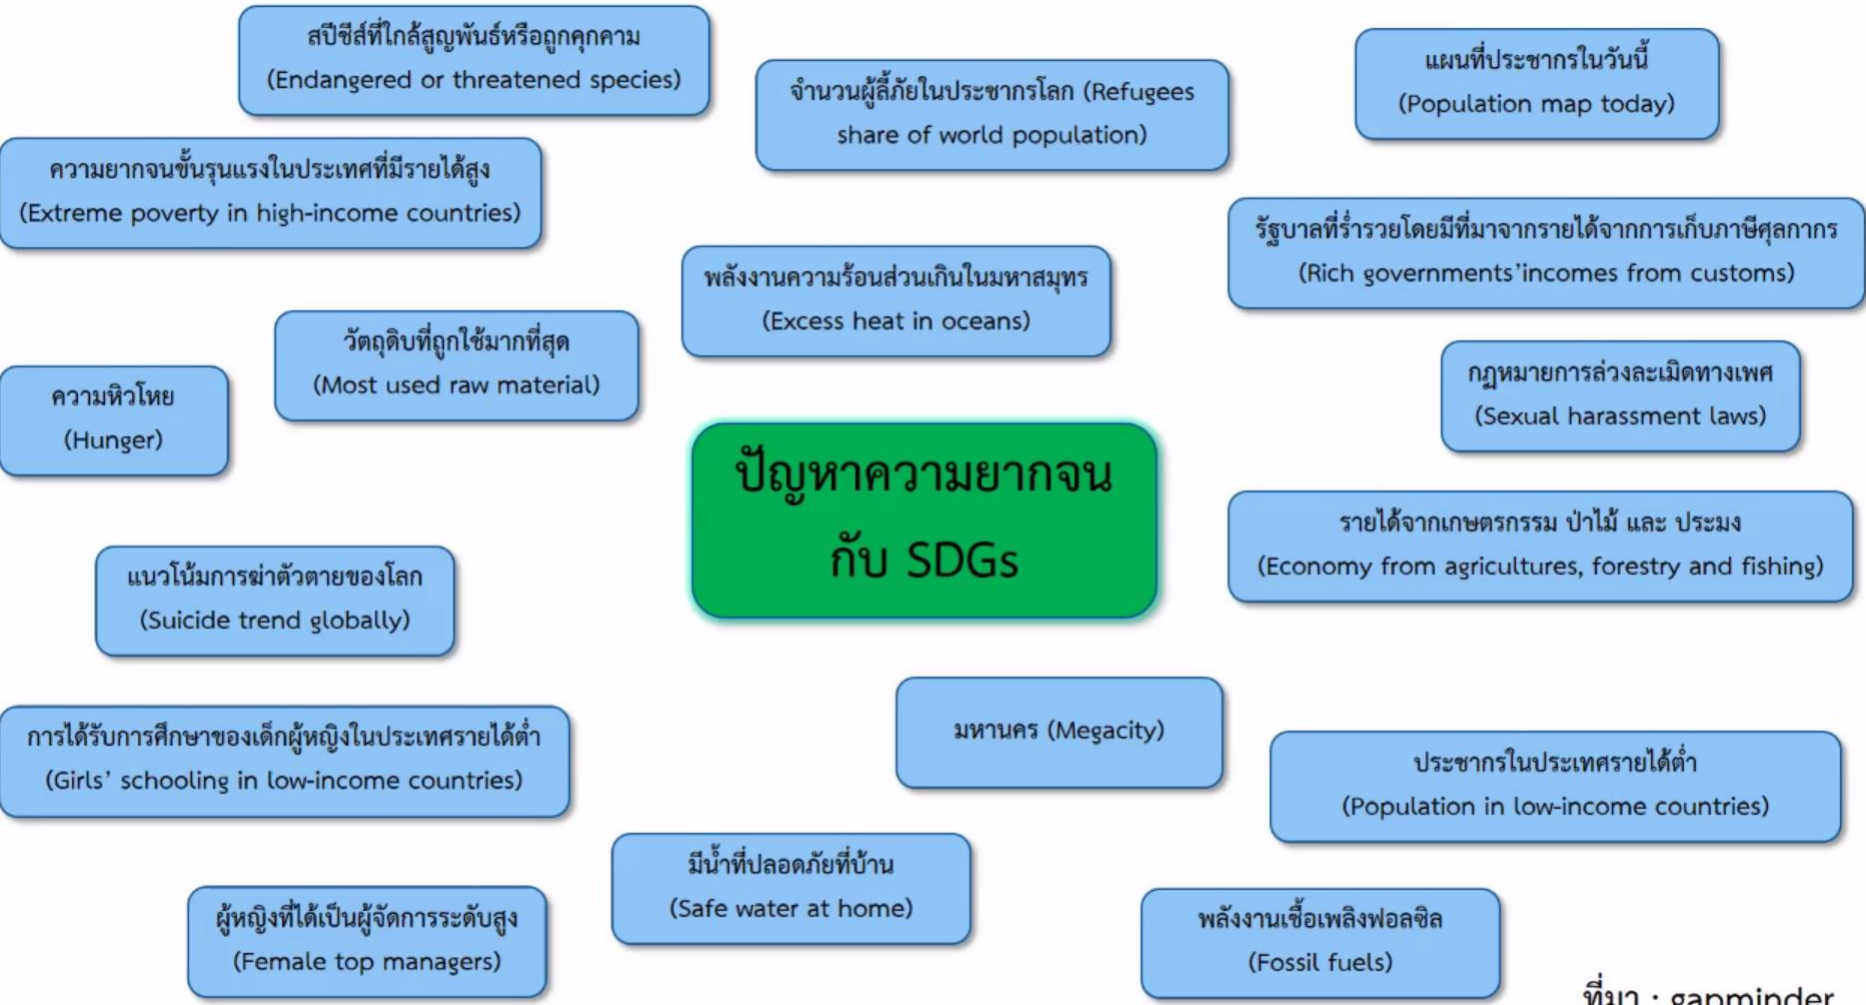 สปีชีส์ที่ใกล้สูญพันธ์หรือถูกคุกคาม
(Endangered or threatened species)
จำนวนผู้ลี้ภัยในประชากรโลก (Refugees
share of world population)
แผนที่ประชากรในวันนี้
(Population map today)
ความยากจนขั้นรุนแรงในประเทศที่มีรายได้สูง
(Extreme poverty in high-income countries)
รัฐบาลที่ร่ำรวยโดยมีที่มาจากรายได้จากการเก็บภาษีศุลกากร
(Rich governments'incomes from customs)
พลังงานความร้อนส่วนเกินในมหาสมุทร
(Excess heat in oceans)
วัตถุดิบที่ถูกใช้มากที่สุด
(Most used raw material)
กฎหมายการล่วงละเมิดทางเพศ
(Sexual harassment laws)
ความหิวโหย
(Hunger)
ปัญหาความยากจน
กับ SDGs
รายได้จากเกษตรกรรม ป่าไม้ และ ประมง
(Economy from agricultures, forestry and fishing)
แนวโน้มการฆ่าตัวตายของโลก
(Suicide trend globally)
การได้รับการศึกษาของเด็กผู้หญิงในประเทศรายได้ต่ำ
(Girls' schooling in low-income countries)
มหานคร (Megacity)
ประชากรในประเทศรายได้ต่ำ
(Population in low-income countries)
มีน้ำที่ปลอดภัยที่บ้าน
(Safe water at home)
ผู้หญิงที่ได้เป็นผู้จัดการระดับสูง
(Female top managers)
พลังงานเชื้อเพลิงฟอลซิล
(Fossil fuels)
ที่มา : gapminder